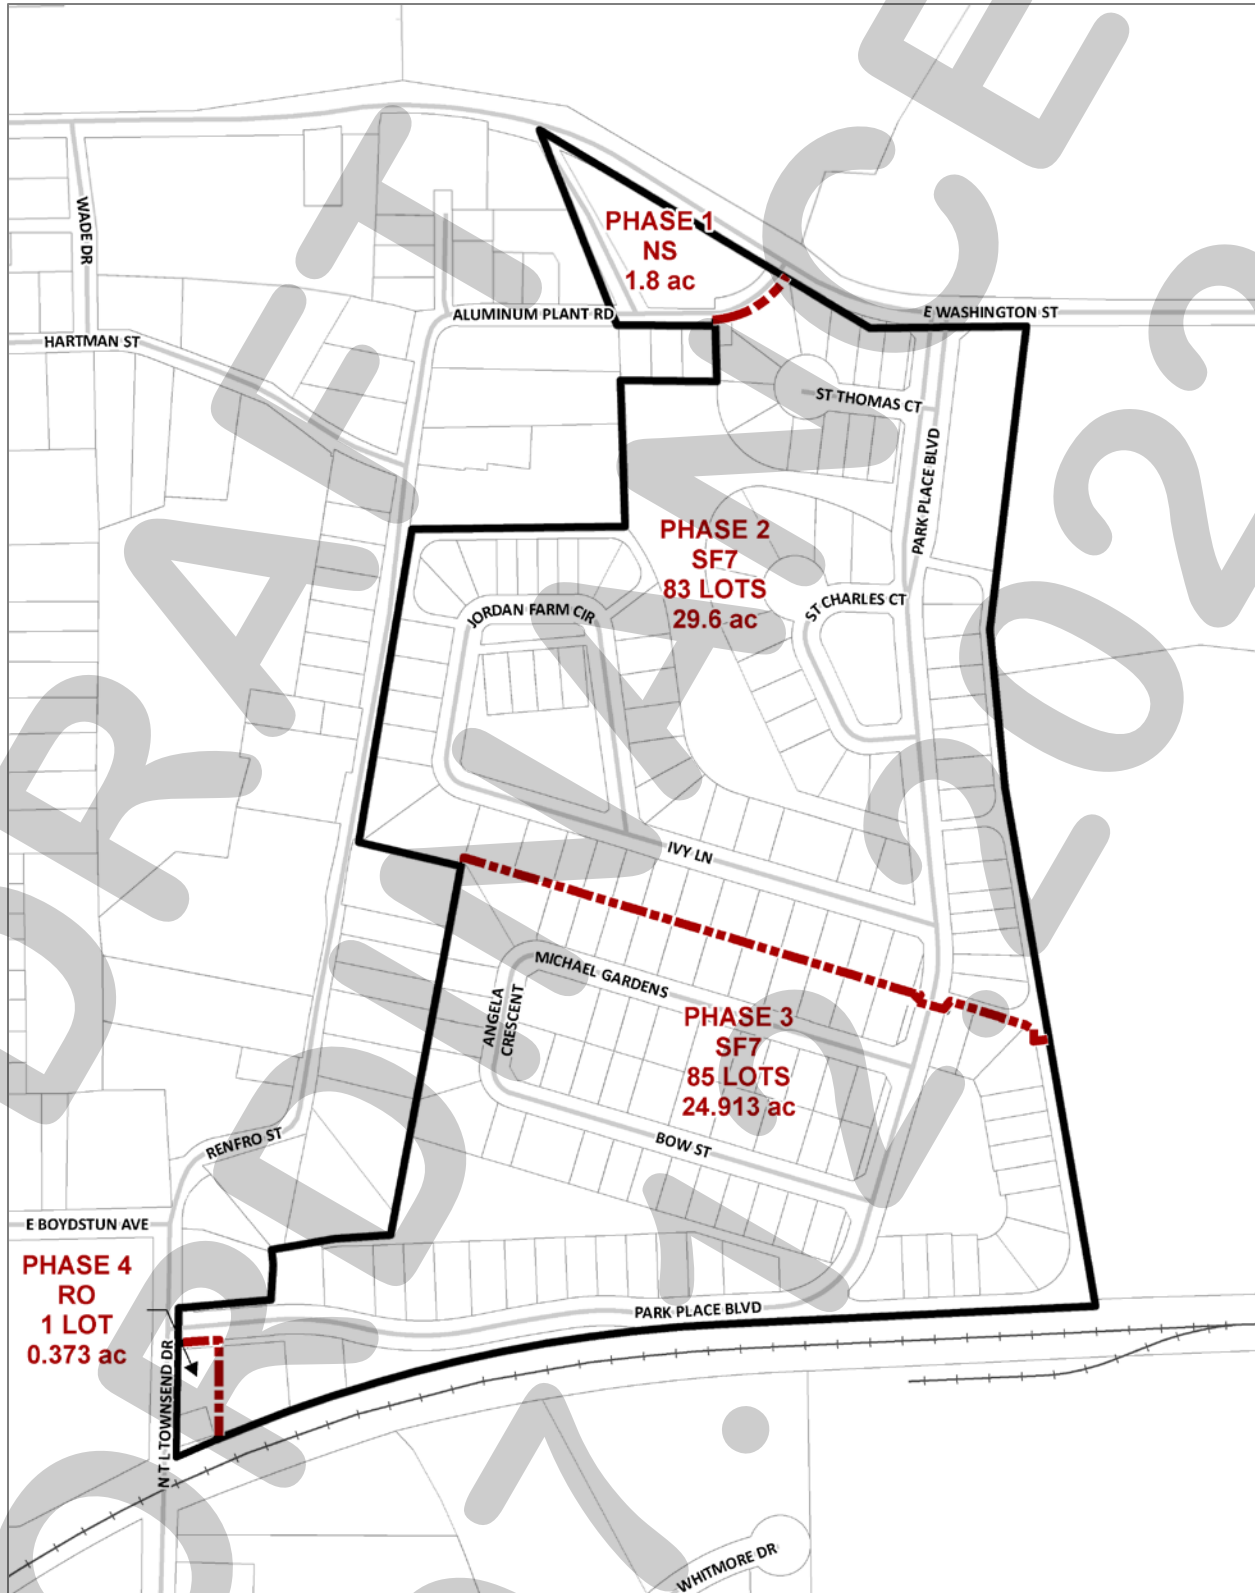 WADE DR
HARTMAN ST
PHASE 1
NS
1.8 ac
ALUMINUM PLANT RD
E WASHINGTON ST
ST THOMAS CT
PARK PLACE BLVD
PHASE 2
SF7
83 LOTS
29.6 ac
JORDAN FARM CIR
ST CHARLES CT
IVY LN
MICHAEL GARDENS
ANGELA
CRESCENT
PHASE 3
SF7
85 LOTS
24.913 ac
BOW ST
RENFRO ST
E BOYDSTUN AVE
PHASE 4
RO
1 LOT
0.373 ac
N T L TOWNSEND DR
PARK PLACE BLVD
WHITMORE DR
DRAFT
ORDINANCE